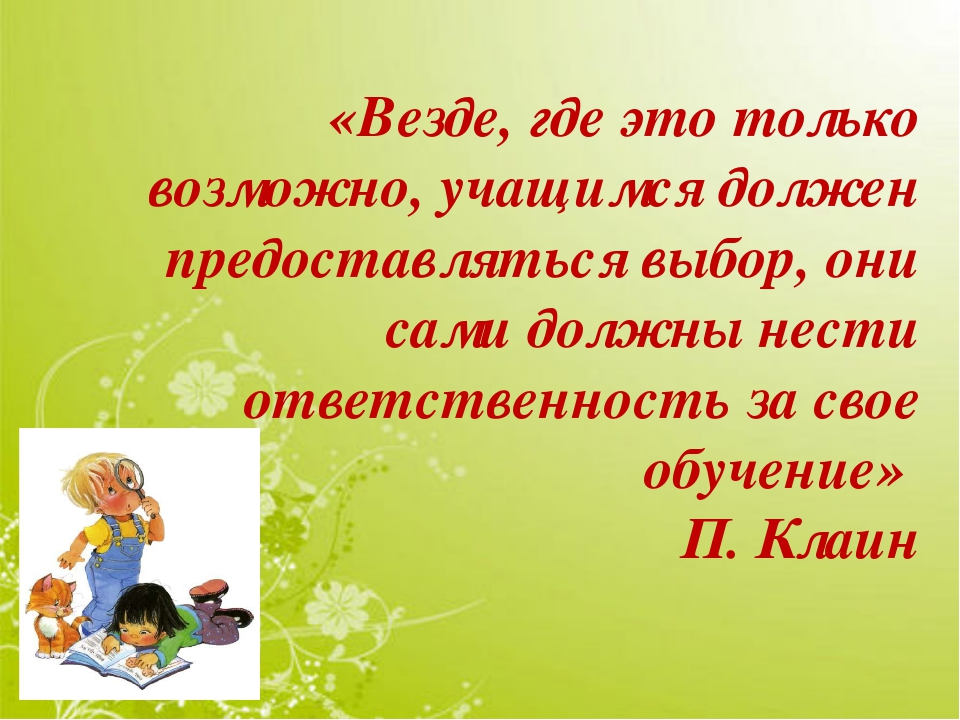 «Везде, где это только
возможно, учащимся должен
предоставляться выбор, они
сами должны нести
ответственность за свое
обучение»
П. Клаин